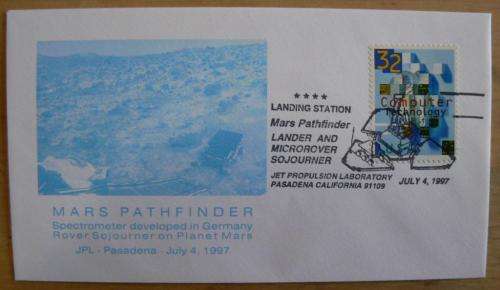 MARS PATHFINDER
Spectrometer developed in Germany
Rover Sojourner on Planet Mars
JPL - Pasadena - July 4, 1997
★★★★
LANDING STATION
Mars Pathfinder
LANDER AND
MICROROVER
SOJOURNER
JET PROPULSION LABORATORY
PASADENA CALIFORNIA 91109
JULY 4, 1997
32
Computer
Technology